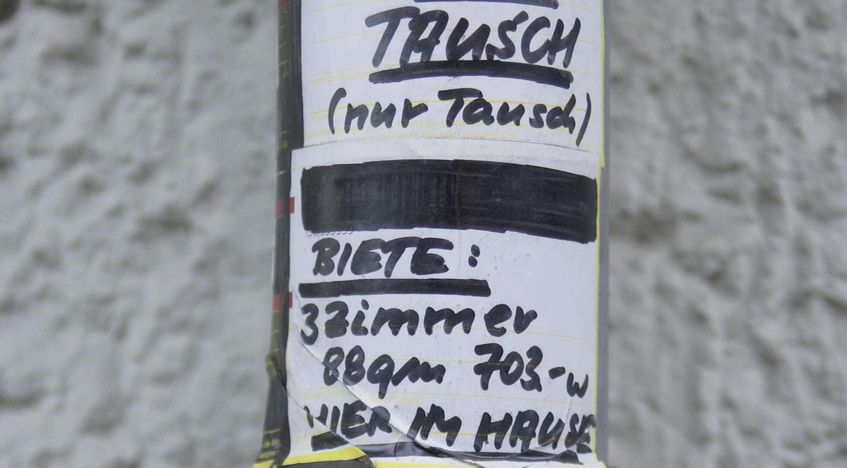 TAUSCH
(nur Tausch)
BIETE:
3Zimmer
88qm 703.-w
HIER IM HAUSE